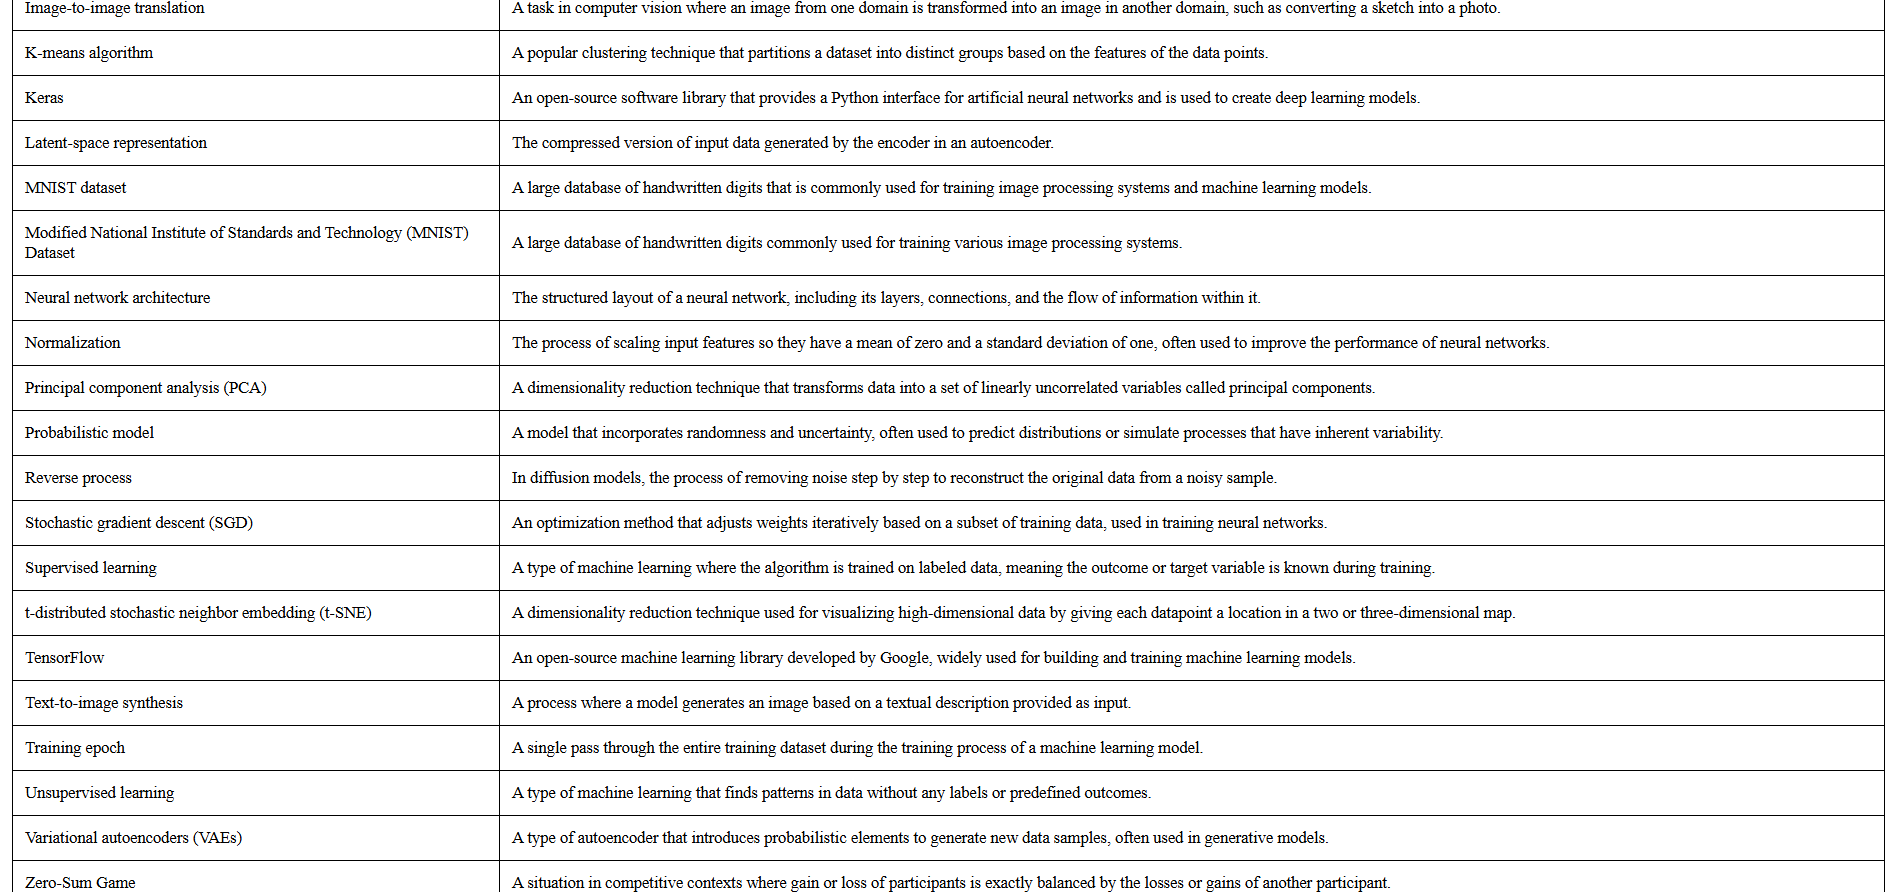 Image-to-image translation
A task in computer vision where an image from one domain is transformed into an image in another domain, such as converting a sketch into a photo.
K-means algorithm
A popular clustering technique that partitions a dataset into distinct groups based on the features of the data points.
Keras
An open-source software library that provides a Python interface for artificial neural networks and is used to create deep learning models.
Latent-space representation
The compressed version of input data generated by the encoder in an autoencoder.
MNIST dataset
A large database of handwritten digits that is commonly used for training image processing systems and machine learning models.
Modified National Institute of Standards and Technology (MNIST)
Dataset
A large database of handwritten digits commonly used for training various image processing systems.
Neural network architecture
The structured layout of a neural network, including its layers, connections, and the flow of information within it.
Normalization
The process of scaling input features so they have a mean of zero and a standard deviation of one, often used to improve the performance of neural networks.
Principal component analysis (PCA)
A dimensionality reduction technique that transforms data into a set of linearly uncorrelated variables called principal components.
Probabilistic model
A model that incorporates randomness and uncertainty, often used to predict distributions or simulate processes that have inherent variability.
Reverse process
In diffusion models, the process of removing noise step by step to reconstruct the original data from a noisy sample.
Stochastic gradient descent (SGD)
An optimization method that adjusts weights iteratively based on a subset of training data, used in training neural networks.
Supervised learning
A type of machine learning where the algorithm is trained on labeled data, meaning the outcome or target variable is known during training.
t-distributed stochastic neighbor embedding (t-SNE)
A dimensionality reduction technique used for visualizing high-dimensional data by giving each datapoint a location in a two or three-dimensional map.
TensorFlow
An open-source machine learning library developed by Google, widely used for building and training machine learning models.
Text-to-image synthesis
A process where a model generates an image based on a textual description provided as input.
Training epoch
A single pass through the entire training dataset during the training process of a machine learning model.
Unsupervised learning
A type of machine learning that finds patterns in data without any labels or predefined outcomes.
Variational autoencoders (VAEs)
A type of autoencoder that introduces probabilistic elements to generate new data samples, often used in generative models.
Zero-Sum Game
A situation in competitive contexts where gain or loss of participants is exactly balanced by the losses or gains of another participant.